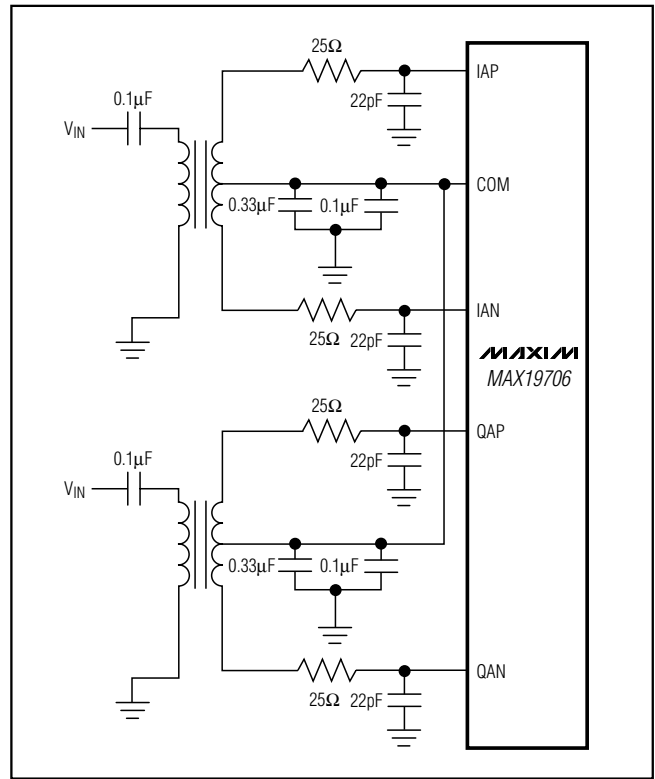 25Ω
IAP
22pF
0.1μF
VIN
COM
0.33μF 0.1μF
IAN
25Ω 22pF
MAXIM
MAX19706
25Ω
QAP
22pF
0.1μF
VIN
0.33μF 0.1μF
QAN
25Ω 22pF